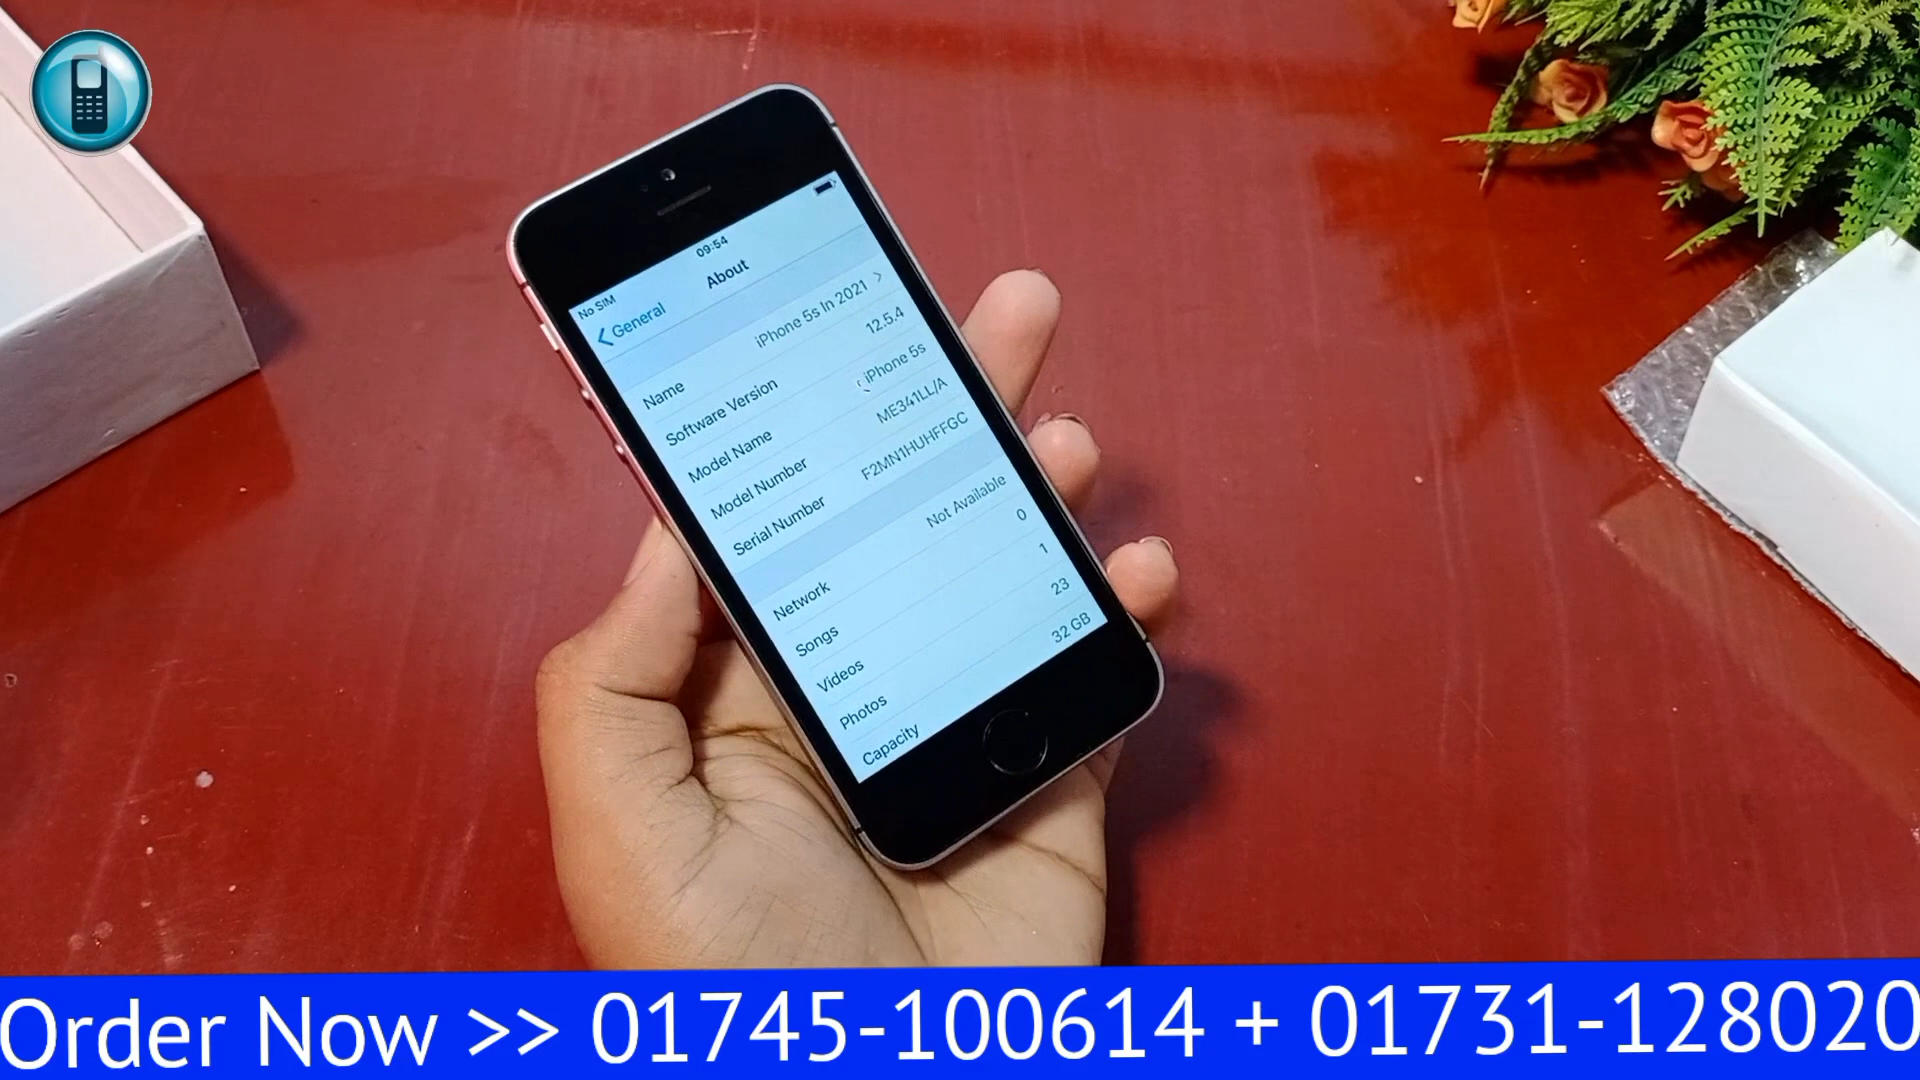 No SIM
09:54
General
About
Name iPhone 5s In 2021
Software Version 12.5.4
Model Name iPhone 5s
Model Number ME341LL/A
Serial Number F2MN1HUHFFGC
Network Not Available
Songs 0
Videos 1
Photos 23
Capacity 32 GB
Order Now >> 01745-100614 + 01731-128020